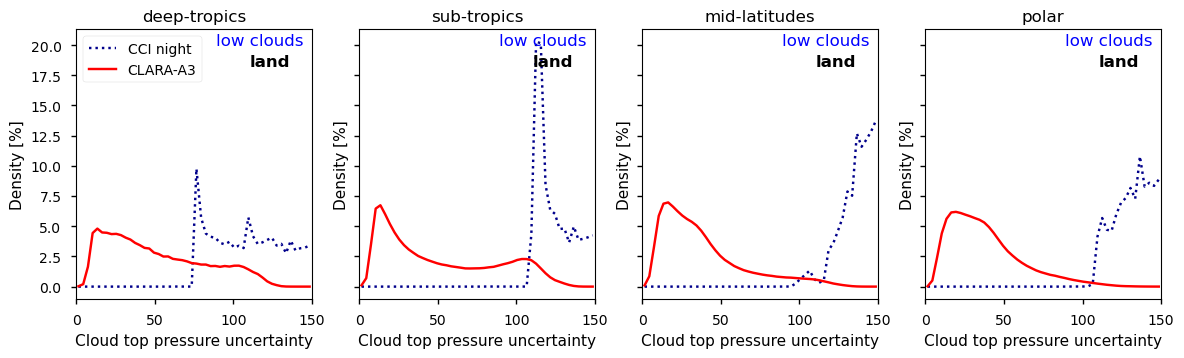 deep-tropics
sub-tropics
mid-latitudes
polar
CCI night
CLARA-A3
low clouds
land
low clouds
land
low clouds
land
low clouds
land
Density [%]
20.0
17.5
15.0
12.5
10.0
7.5
5.0
2.5
0.0
Density [%]
Density [%]
Density [%]
0 50 100 150
0 50 100 150
0 50 100 150
0 50 100 150
Cloud top pressure uncertainty
Cloud top pressure uncertainty
Cloud top pressure uncertainty
Cloud top pressure uncertainty